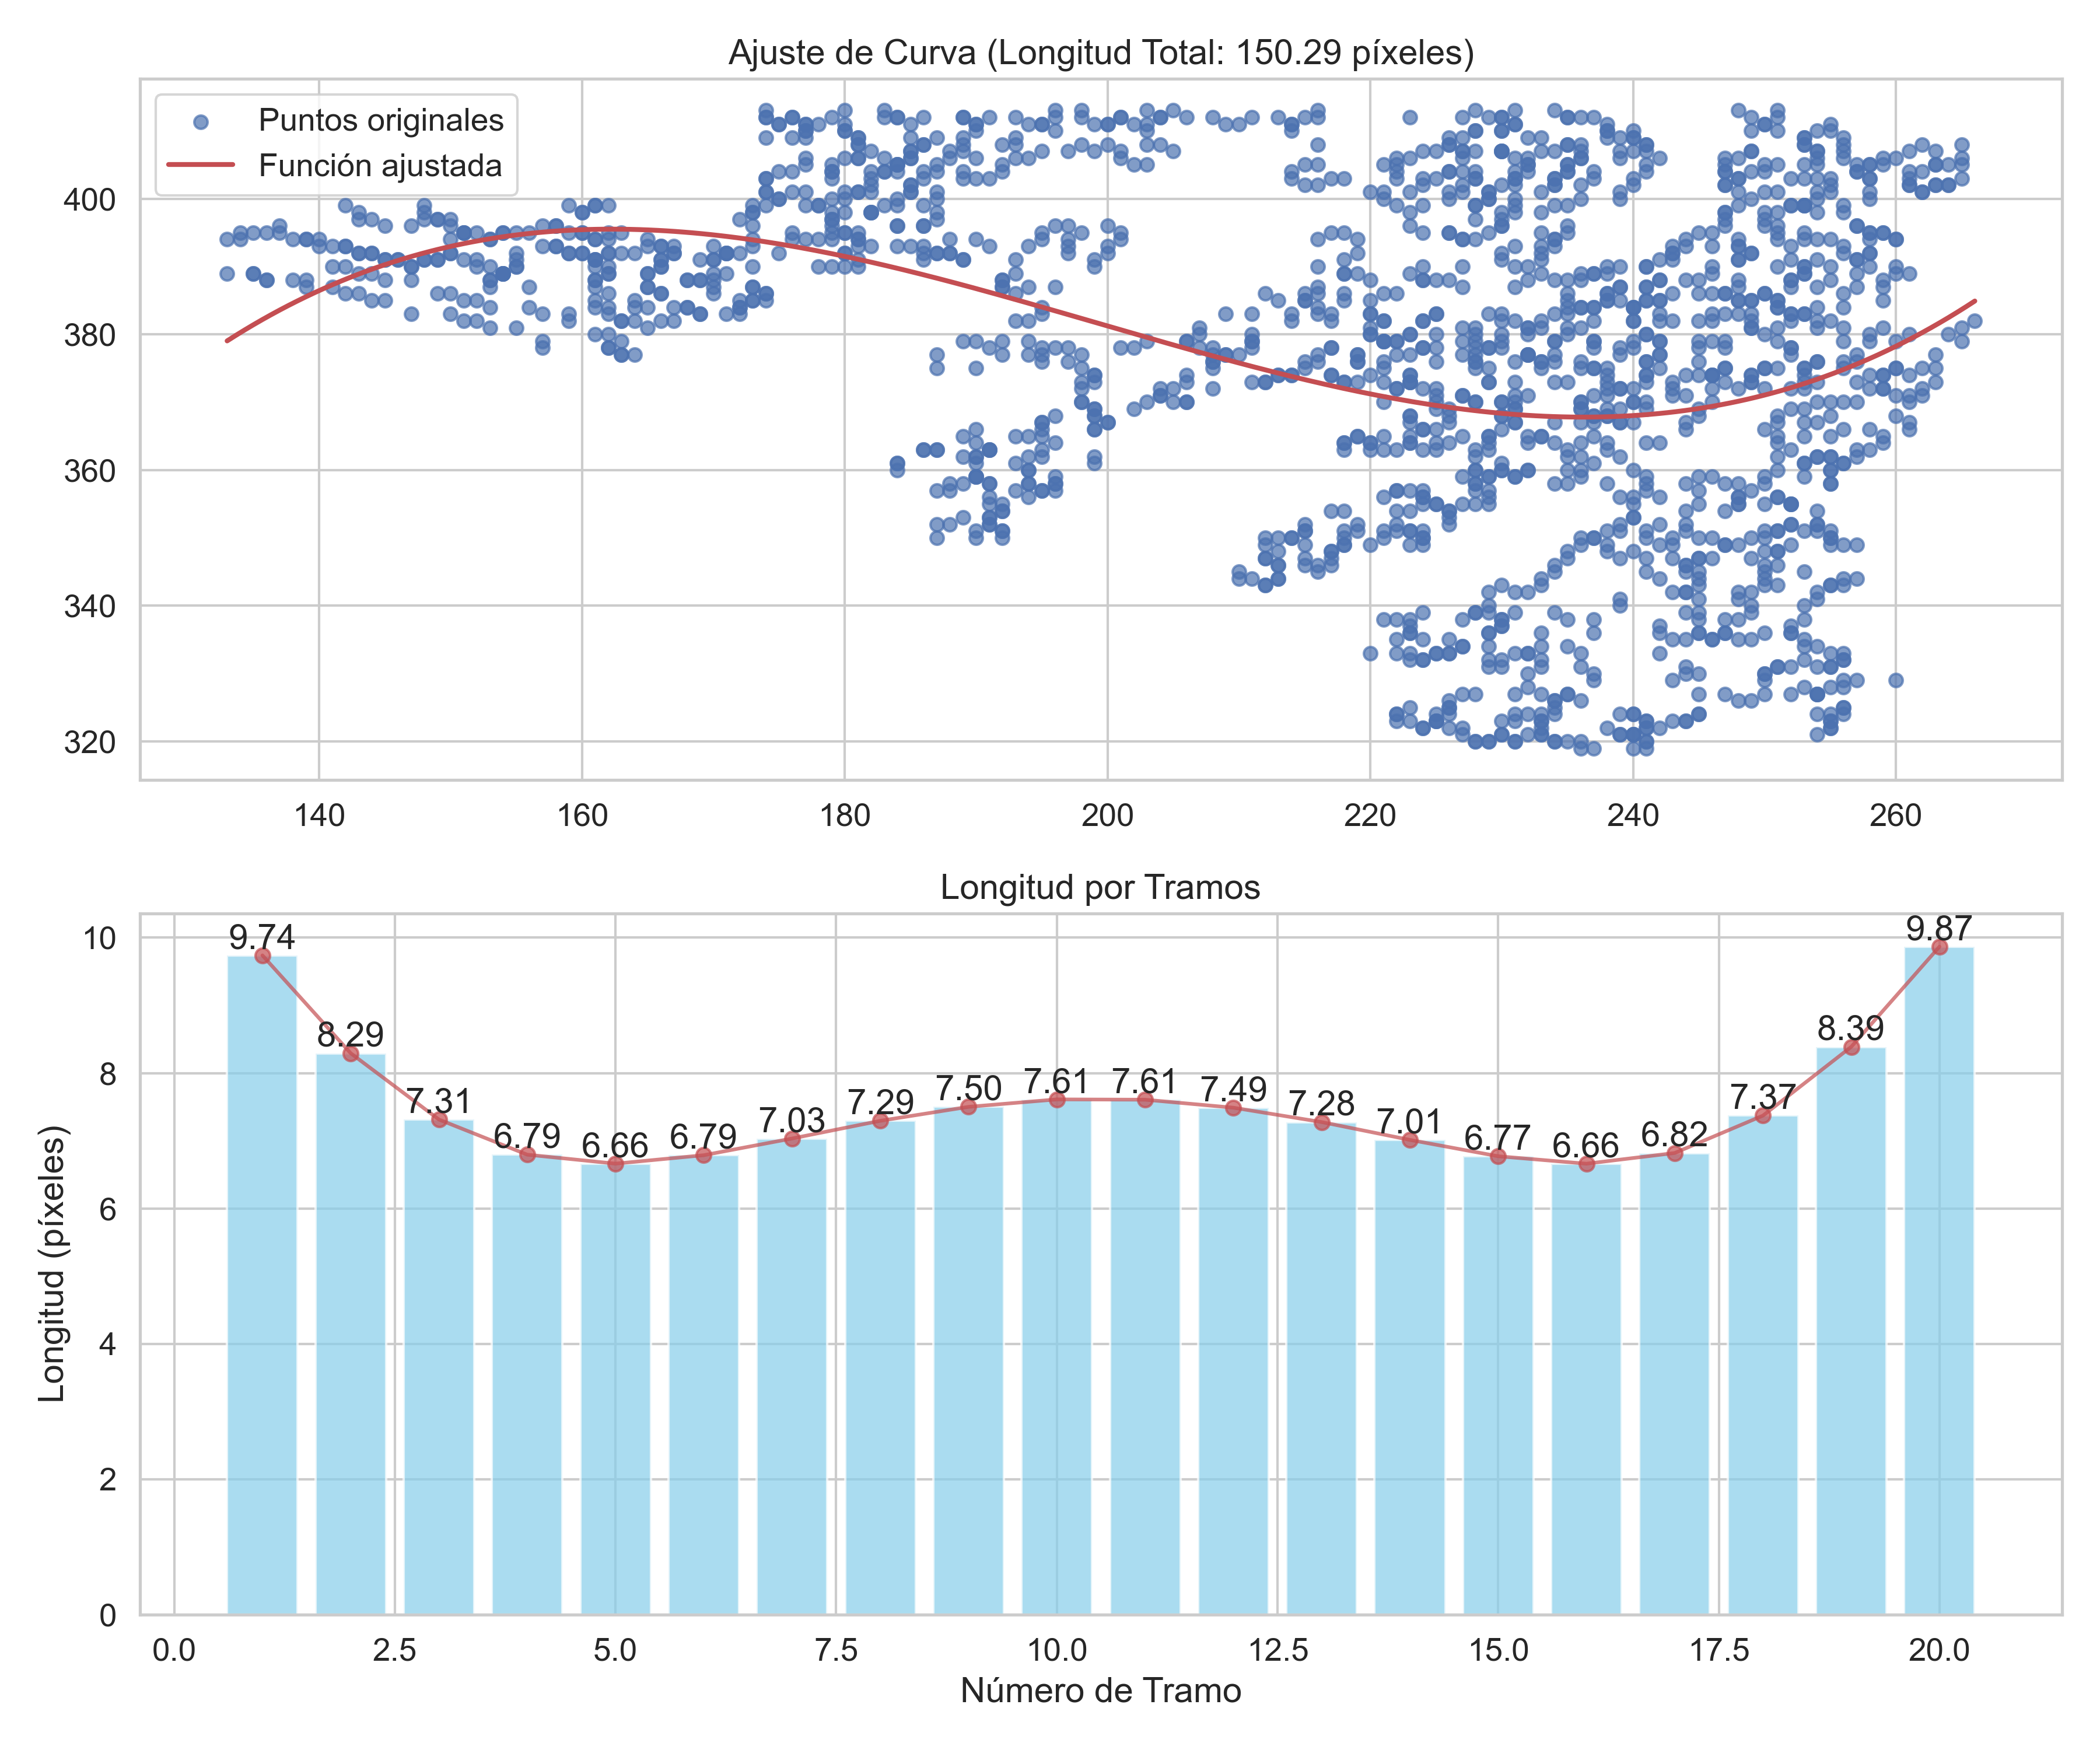 Ajuste de Curva (Longitud Total: 150.29 píxeles)
Puntos originales
Función ajustada
400
380
360
340
320
140 160 180 200 220 240 260
Longitud por Tramos
Longitud (píxeles)
10
8
6
4
2
0
9.74 8.29 7.31 6.79 6.66 6.79 7.03 7.29 7.50 7.61 7.61 7.49 7.28 7.01 6.77 6.66 6.82 7.37 8.39 9.87
0.0 2.5 5.0 7.5 10.0 12.5 15.0 17.5 20.0
Número de Tramo